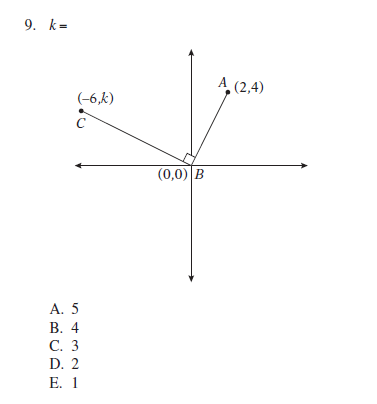 9. k =
A (2,4)
(–6,k)
C
(0,0) B
A. 5
B. 4
C. 3
D. 2
E. 1